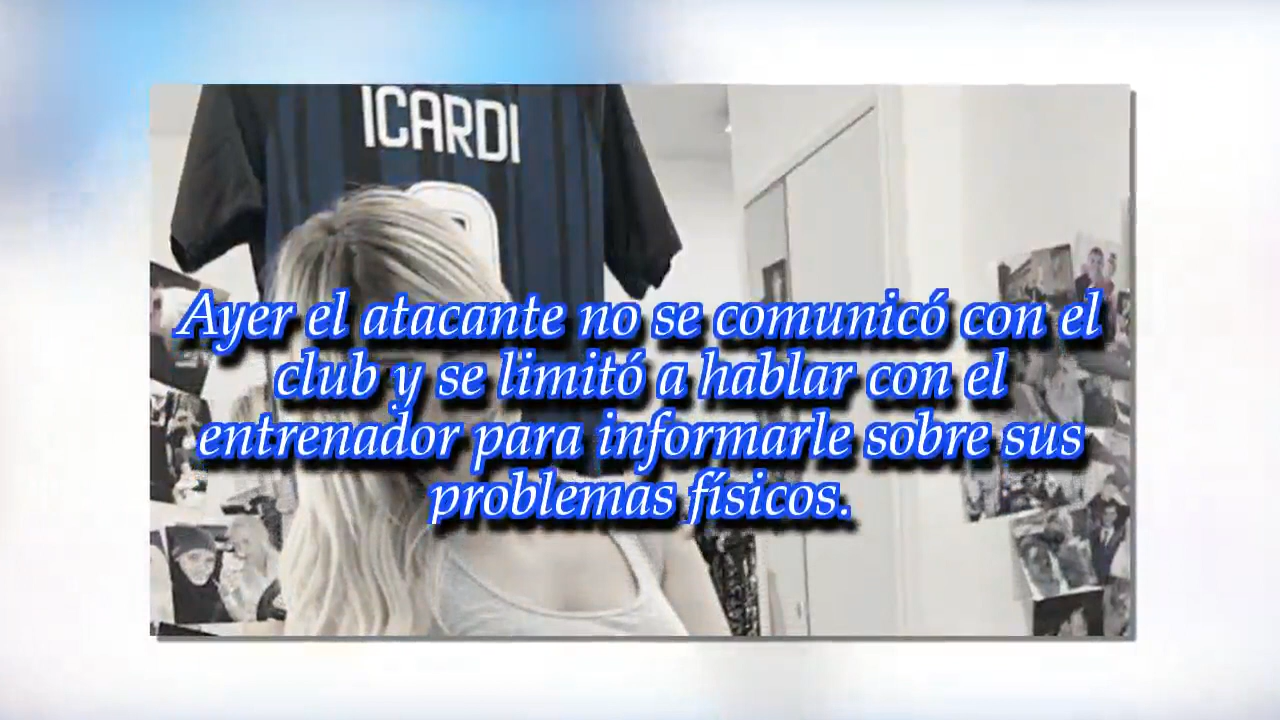 ICARDI
Ayer el atacante no se comunicó con el
club y se limitó a hablar con el
entrenador para informarle sobre sus
problemas físicos.